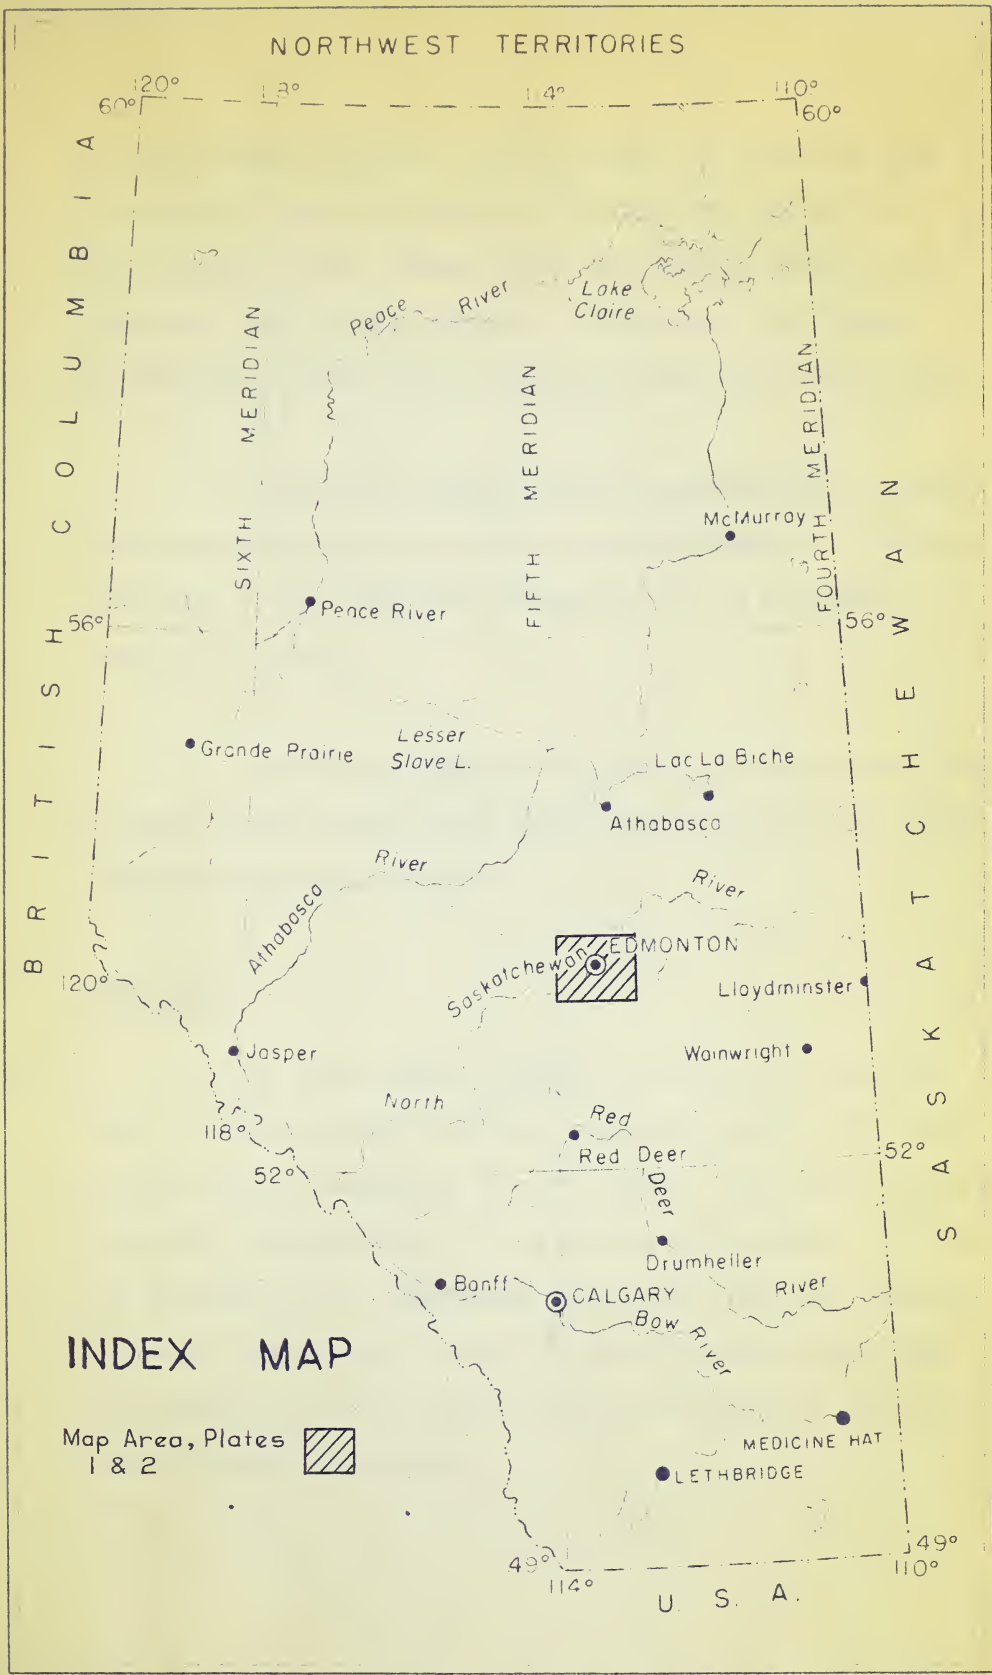 NORTHWEST TERRITORIES
120° 118° 114° 110°
60° 60°
BRITISH COLUMBIA
SASKATCHEWAN
Peace River
Lake
Claire
SIXTH MERIDIAN
FIFTH MERIDIAN
FOURTH MERIDIAN
McMurray
Peace River
56° 56°
Grande Prairie
Lesser
Slave L.
Lac La Biche
Athabasca
Athabasca River
River
Saskatchewan
EDMONTON
120°
Lloydminster
Jasper
Wainwright
North
118°
Red
Red Deer
52° 52°
Deer
Drumheller
Banff
CALGARY
River
Bow River
INDEX MAP
Map Area, Plates
1 & 2
MEDICINE HAT
LETHBRIDGE
49° 49°
114° 110°
U. S. A.